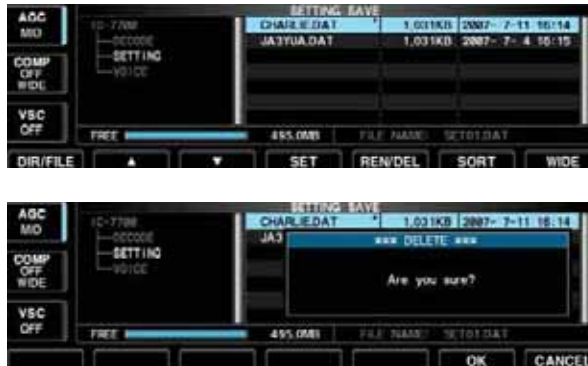 SETTING SAVE
AGC
MID
IC-7700
DECODE
SETTING
VOICE
CHARLIE.DAT 1,031KB 2007- 7-11 16:14
JA3YUA.DAT 1,031KB 2007- 7- 4 16:15
COMP
OFF
WIDE
VSC
OFF
FREE 495.0MB FILE NAME: SET01.DAT
DIR/FILE ▲ ▼ SET REN/DEL SORT WIDE
SETTING SAVE
AGC
MID
IC-7700
DECODE
SETTING
VOICE
CHARLIE.DAT 1,031KB 2007- 7-11 16:14
JA3
*** DELETE ***
Are you sure?
COMP
OFF
WIDE
VSC
OFF
FREE 495.0MB FILE NAME: SET01.DAT
OK CANCEL